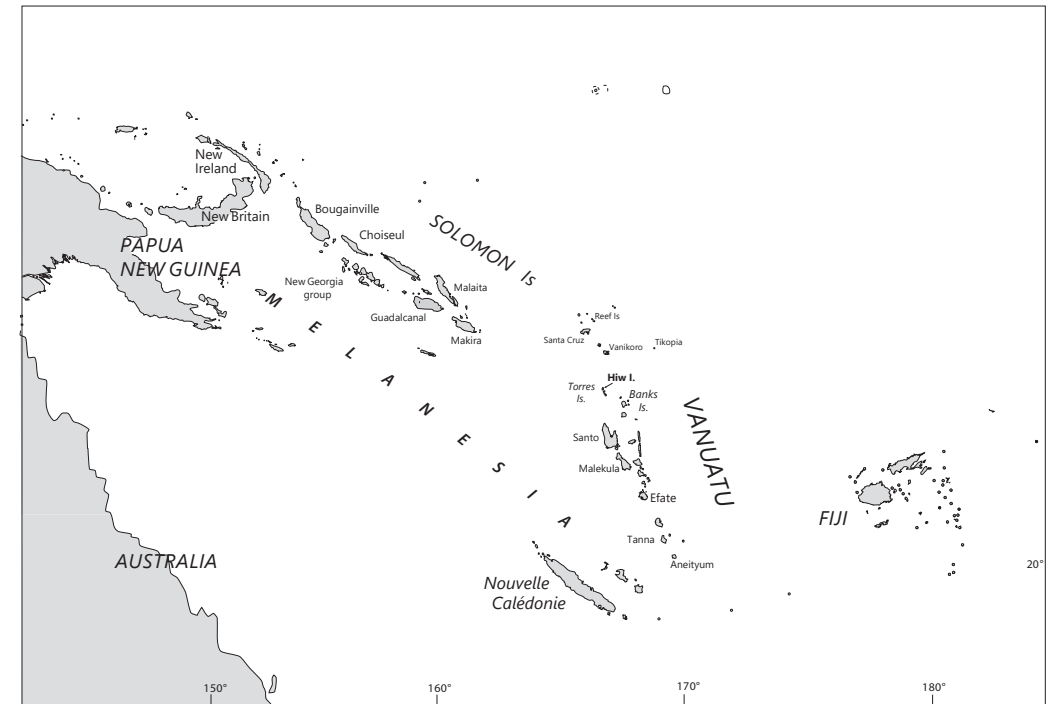 New
Ireland
New Britain
Bougainville
Choiseul
SOLOMON Is
PAPUA
NEW GUINEA
New Georgia
group
Malaita
Guadalcanal
Makira
MELANESIA
Reef Is
Santa Cruz
Vanikoro
Tikopia
Hiw I.
Torres
Is.
Banks
Is.
VANUATU
Santo
Malekula
Efate
FIJI
Tanna
Aneityum
AUSTRALIA
Nouvelle
Calédonie
20°
150°
160°
170°
180°